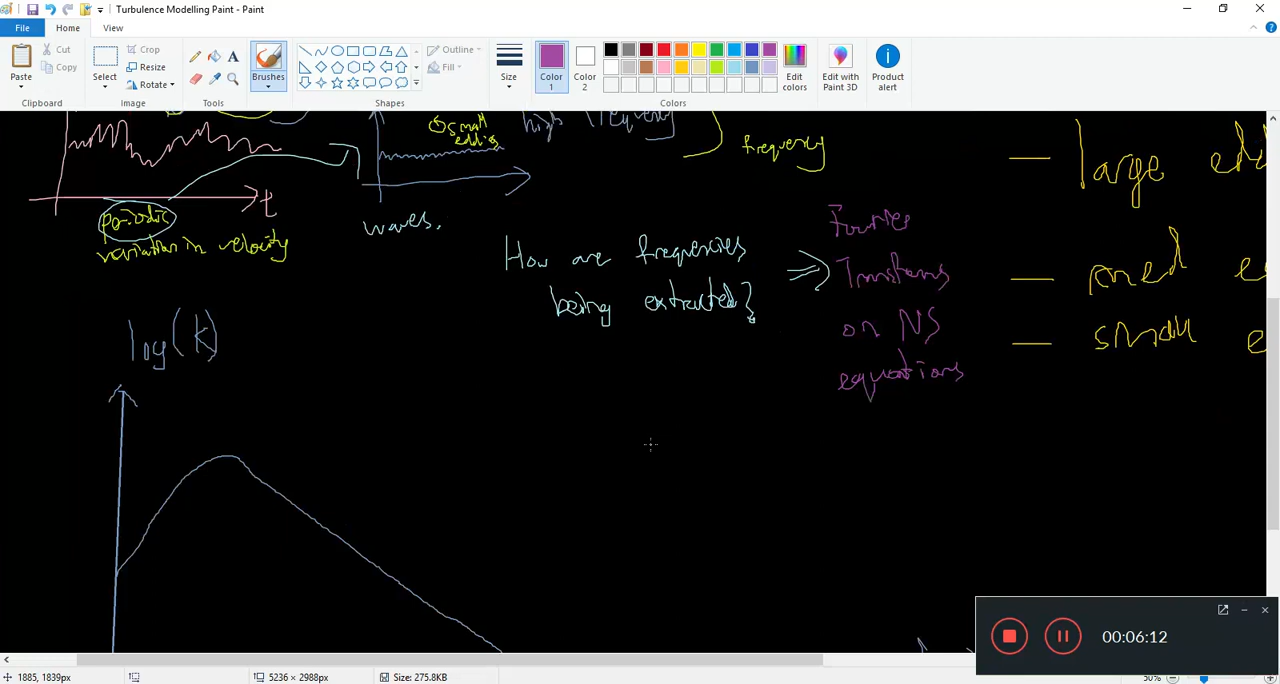 Turbulence Modelling Paint - Paint
File
Home
View
Paste
Cut
Copy
Clipboard
Select
Crop
Resize
Rotate
Image
Tools
Brushes
Shapes
Outline
Fill
Size
Color 1
Color 2
Colors
Edit colors
Edit with Paint 3D
Product alert
small
eddies
high frequency
frequency
t
periodic
variation in velocity
waves.
How are frequencies
being extracted?
Fourier
Transforms
on NS
equations
large
med
small
log(k)
00:06:12
1885, 1839px
5236 × 2988px
Size: 275.8KB
50%